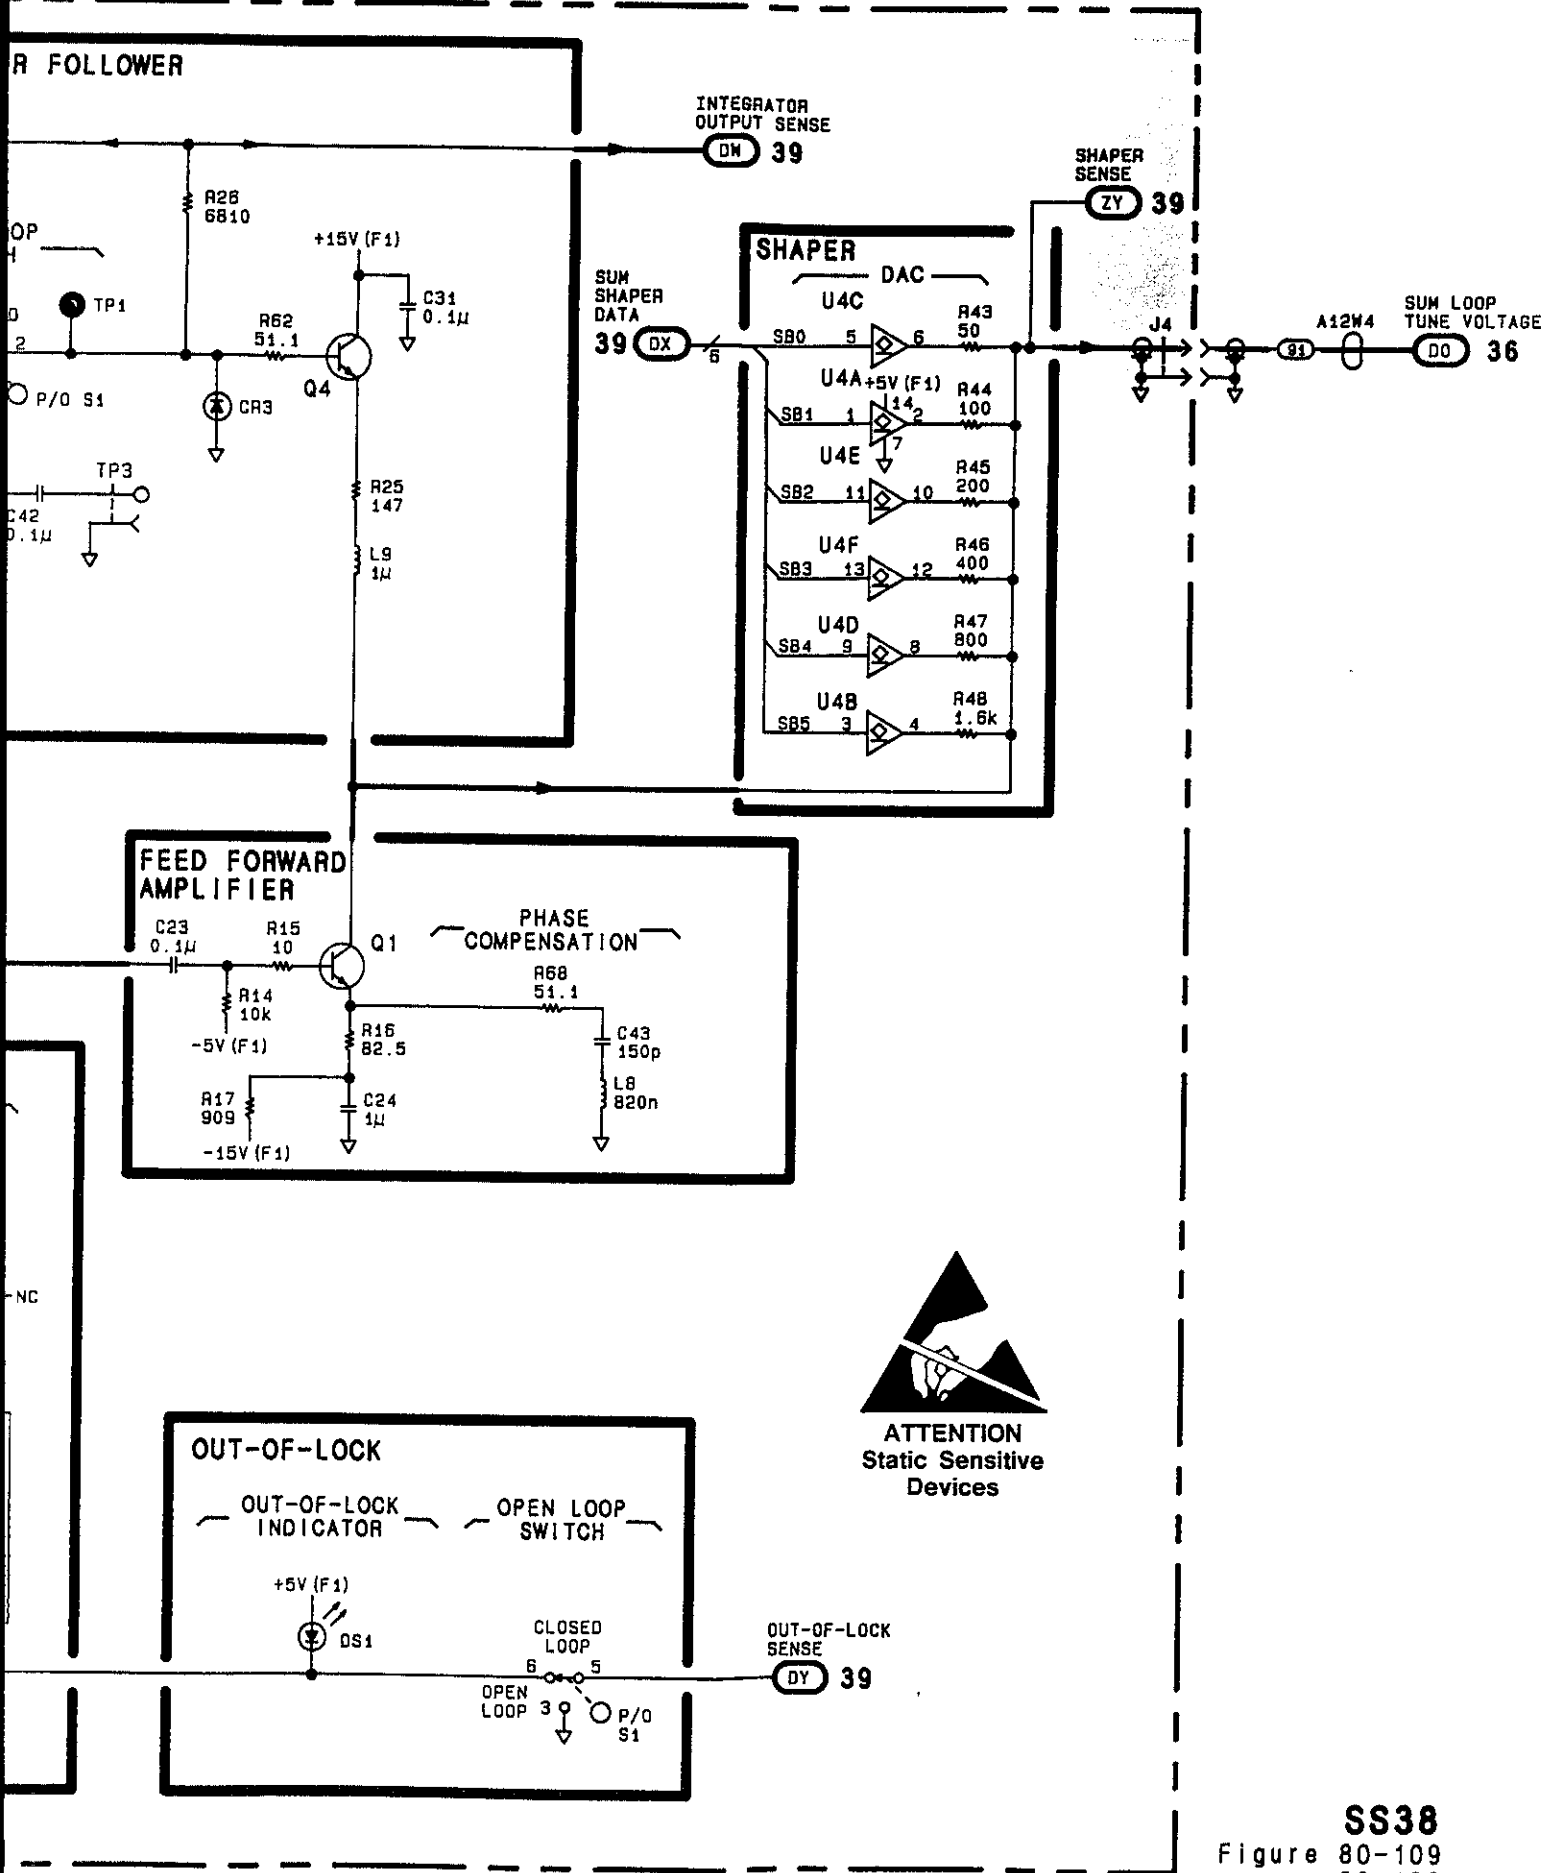 R FOLLOWER
INTEGRATOR
OUTPUT SENSE
DW 39
SHAPER
SENSE
ZY 39
R26
6810
OP
+15V (F1)
C31
0.1µ
TP1
R62
51.1
2
Q4
P/O S1
CR3
TP3
C42
0.1µ
R25
147
L9
1µ
SUM
SHAPER
DATA
39 DX
6
SHAPER
DAC
U4C
SB0 5 6
R43
50
U4A
+5V (F1)
14
SB1 1 2
7
R44
100
U4E
SB2 11 10
R45
200
U4F
SB3 13 12
R46
400
U4D
SB4 9 8
R47
800
U4B
SB5 3 4
R48
1.6k
J4
91
A12W4
SUM LOOP
TUNE VOLTAGE
DO 36
FEED FORWARD
AMPLIFIER
C23
0.1µ
R15
10
Q1
PHASE
COMPENSATION
R14
10k
-5V (F1)
R68
51.1
R16
82.5
C43
150p
R17
909
-15V (F1)
C24
1µ
L8
820n
NC
ATTENTION
Static Sensitive
Devices
OUT-OF-LOCK
OUT-OF-LOCK
INDICATOR
OPEN LOOP
SWITCH
+5V (F1)
DS1
CLOSED
LOOP
6 5
OPEN
LOOP 3
P/O
S1
OUT-OF-LOCK
SENSE
DY 39
SS38
Figure 80-109